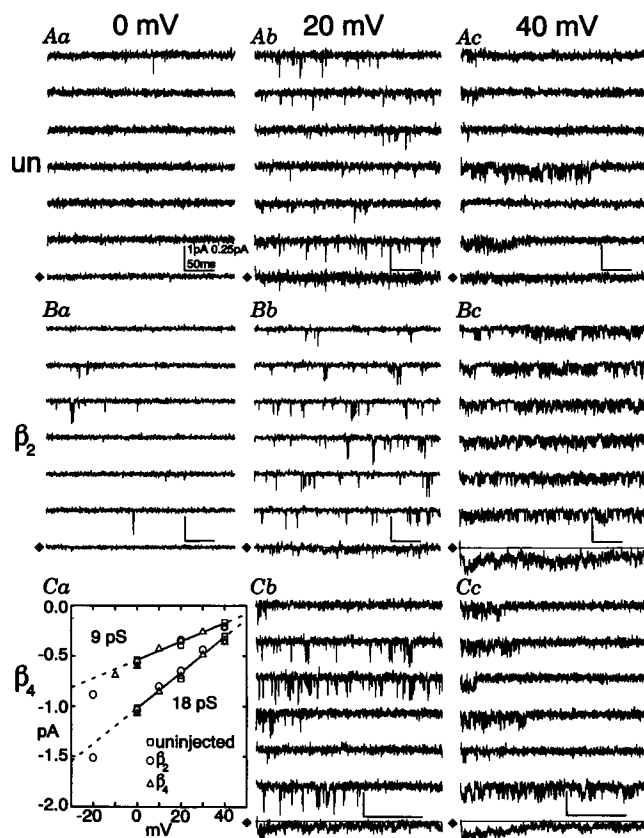 0 mV 20 mV 40 mV
Aa Ab Ac
un
1pA 0.25pA
50ms
Ba Bb Bc
β2
Ca Cb Cc
0.0
9 pS
-0.5
β4
-1.0
18 pS
pA
□ uninjected
-1.5
○ β2
△ β4
-2.0
-30 0 20 40
mV